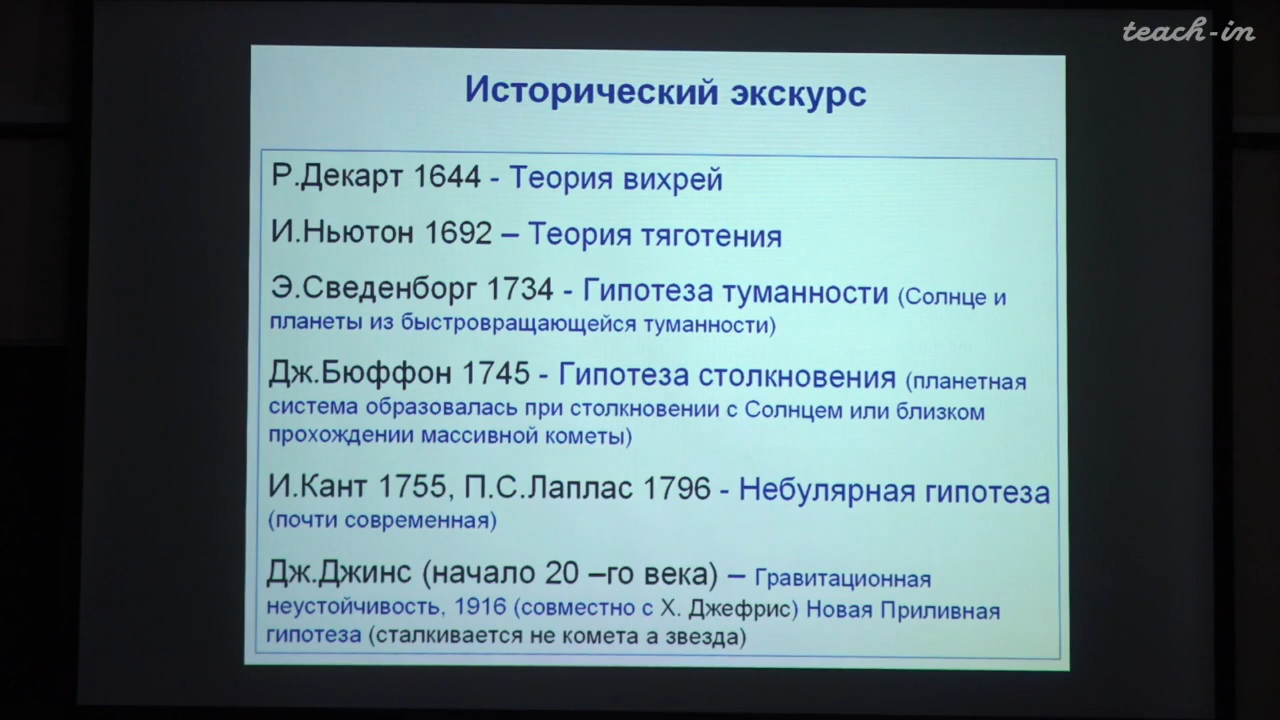 teach-in
Исторический экскурс
Р.Декарт 1644 - Теория вихрей
И.Ньютон 1692 – Теория тяготения
Э.Сведенборг 1734 - Гипотеза туманности (Солнце и
планеты из быстровращающейся туманности)
Дж.Бюффон 1745 - Гипотеза столкновения (планетная
система образовалась при столкновении с Солнцем или близком
прохождении массивной кометы)
И.Кант 1755, П.С.Лаплас 1796 - Небулярная гипотеза
(почти современная)
Дж.Джинс (начало 20 –го века) – Гравитационная
неустойчивость, 1916 (совместно с Х. Джефрис) Новая Приливная
гипотеза (сталкивается не комета а звезда)